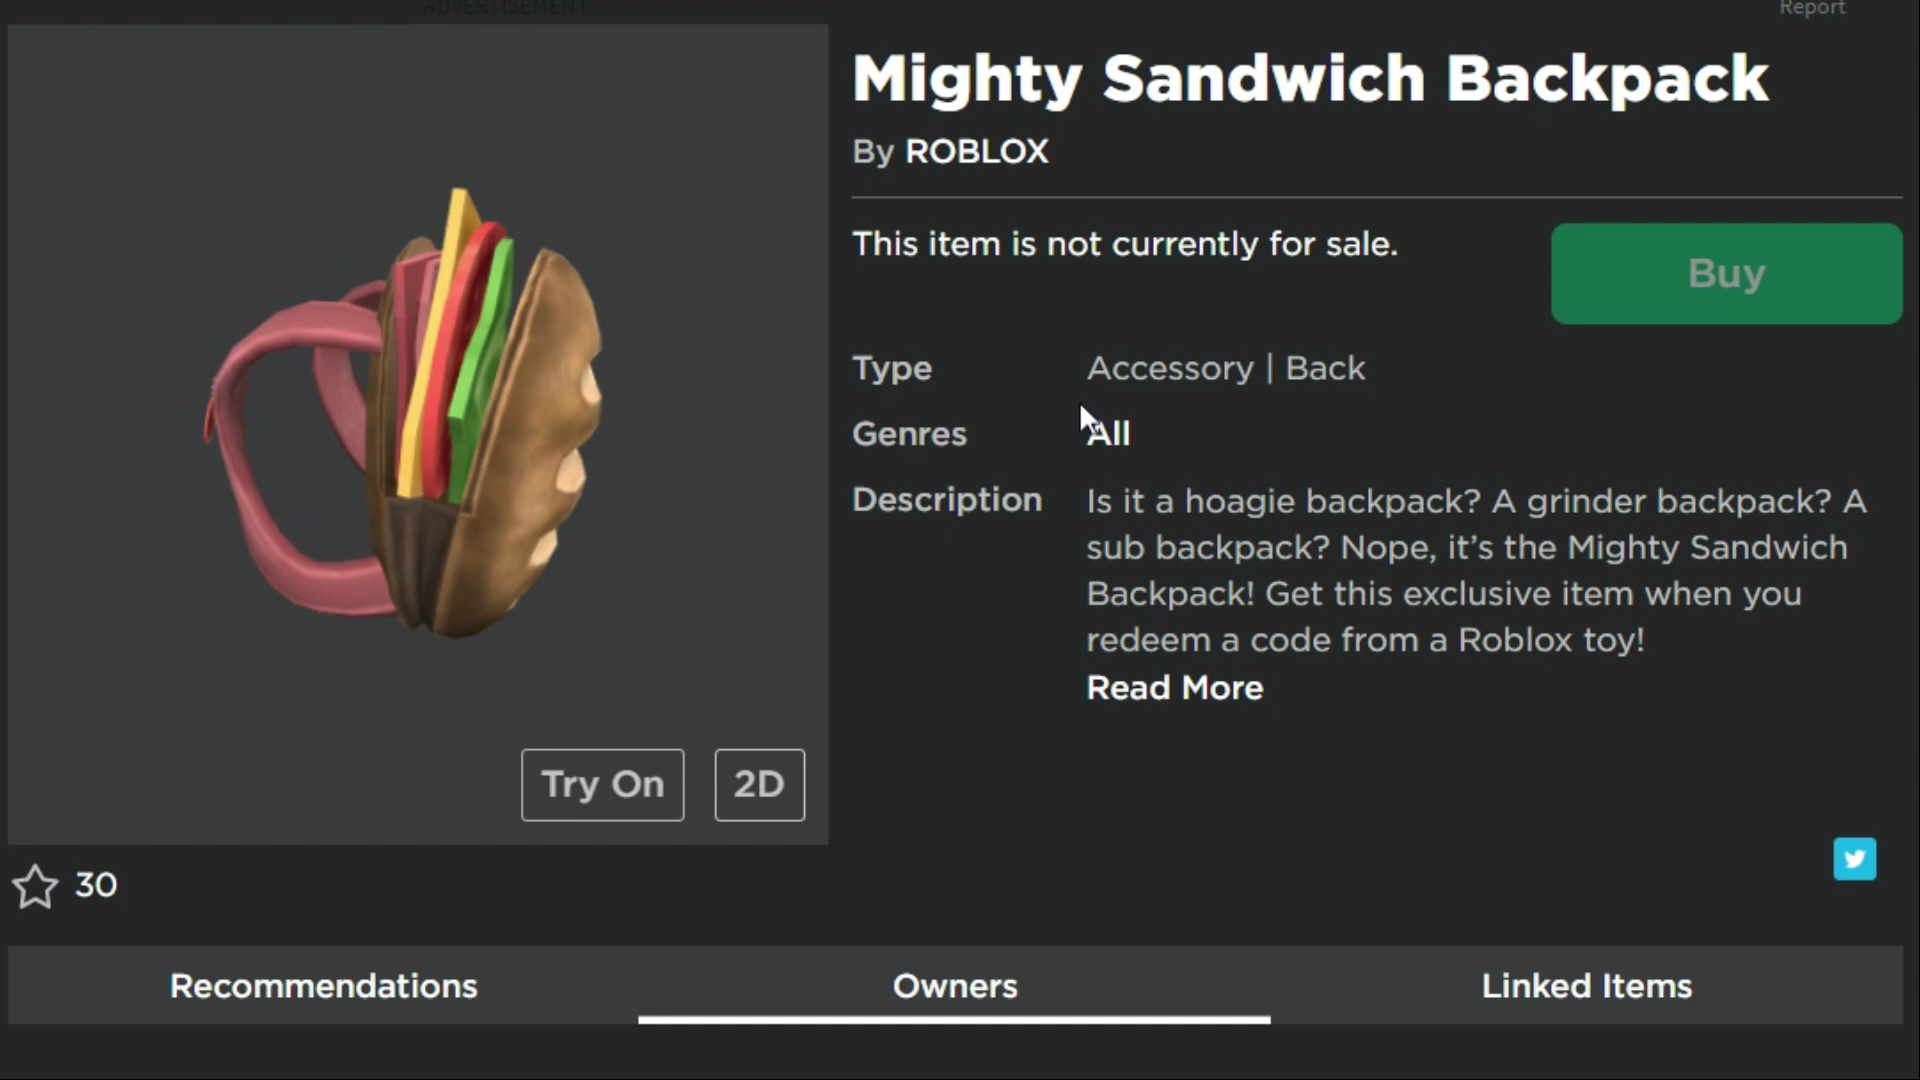 ADVERTISEMENT
Report
Mighty Sandwich Backpack
By ROBLOX
This item is not currently for sale.
Buy
Type Accessory | Back
Genres All
Description Is it a hoagie backpack? A grinder backpack? A
sub backpack? Nope, it’s the Mighty Sandwich
Backpack! Get this exclusive item when you
redeem a code from a Roblox toy!
Read More
Try On 2D
30
Recommendations Owners Linked Items